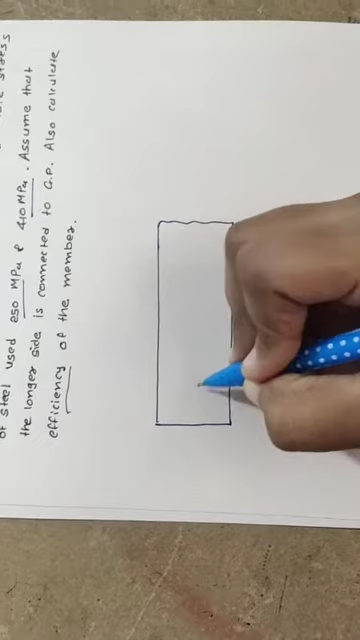 stress
of steel used 250 MPa & 410 MPa. Assume that
the longer side is connected to G.P. Also calculate
efficiency of the member.